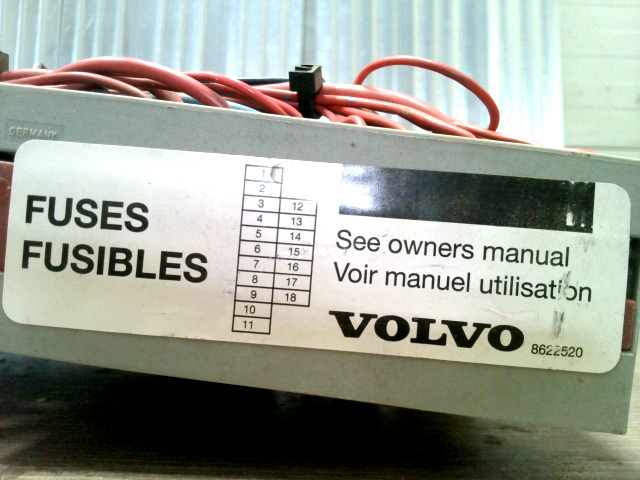 GERMANY
FUSES
FUSIBLES
1
2
3 12
4 13
5 14
6 15
7 16
8 17
9 18
10
11
See owners manual
Voir manuel utilisation
VOLVO
8622520